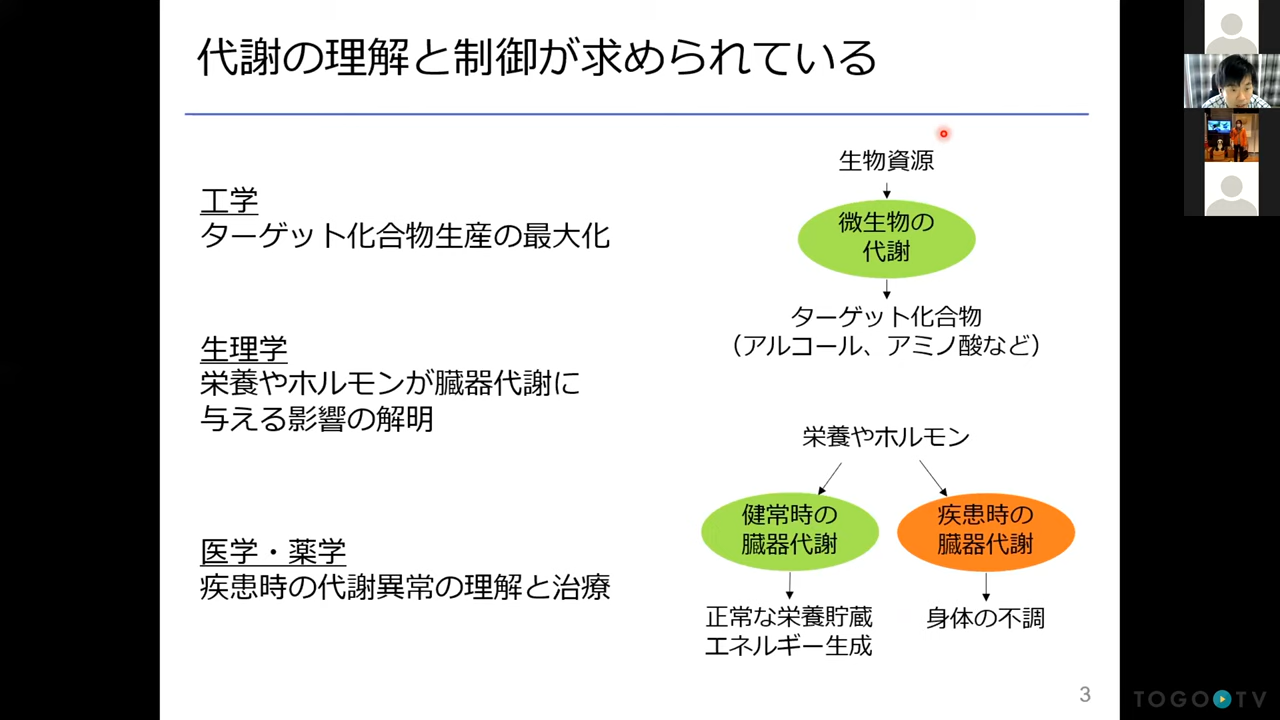 代謝の理解と制御が求められている
工学
ターゲット化合物生産の最大化
生理学
栄養やホルモンが臓器代謝に
与える影響の解明
医学・薬学
疾患時の代謝異常の理解と治療
生物資源
微生物の
代謝
ターゲット化合物
（アルコール、アミノ酸など）
栄養やホルモン
健常時の
臓器代謝
疾患時の
臓器代謝
正常な栄養貯蔵
エネルギー生成
身体の不調
3
TOGO TV